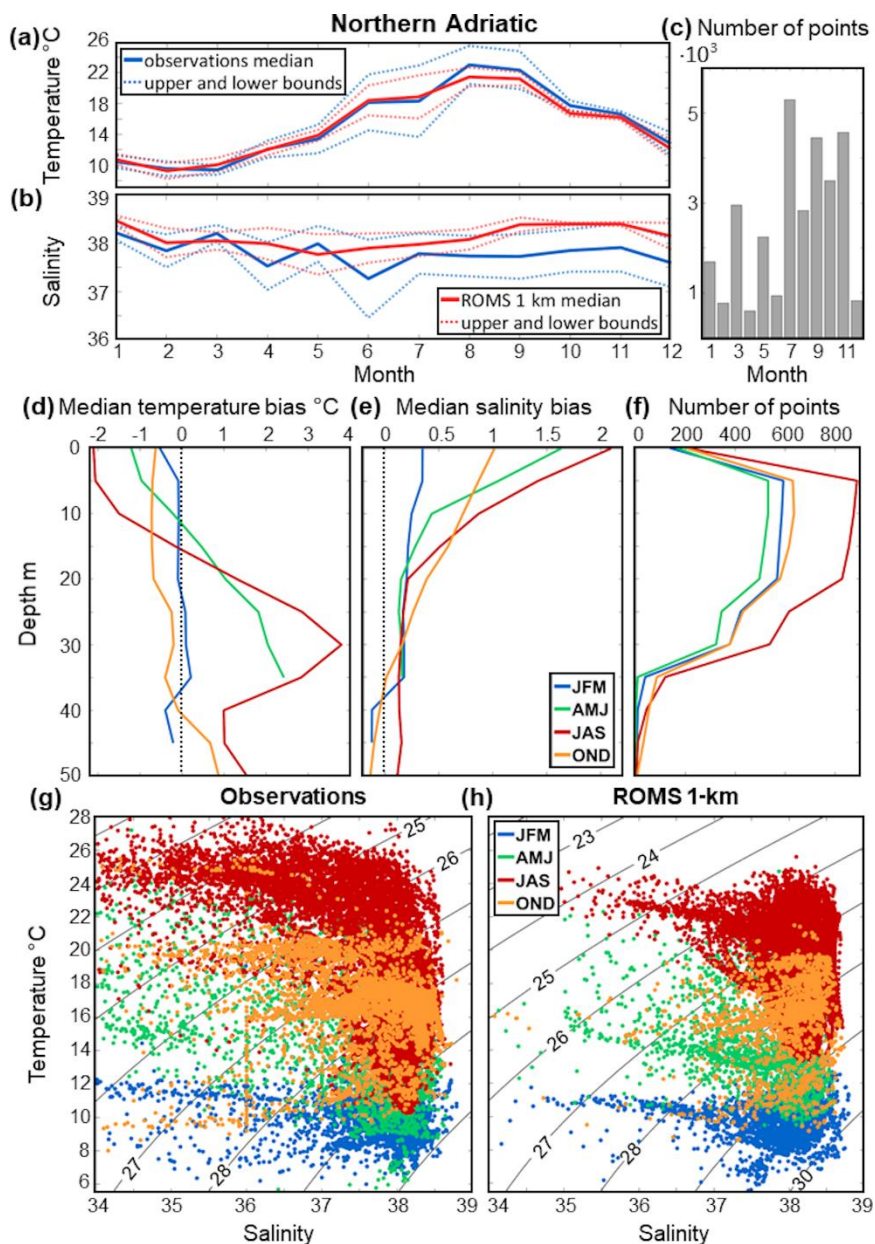 Northern Adriatic
(a)
Temperature °C
26
22
18
14
10
observations median
upper and lower bounds
(b)
Salinity
39
38
37
36
ROMS 1 km median
upper and lower bounds
1 2 3 4 5 6 7 8 9 10 11 12
Month
(c) Number of points
·10³
5
3
1
1 3 5 7 9 11
Month
(d) Median temperature bias °C
-2 -1 0 1 2 3 4
Depth m
0
10
20
30
40
50
(e) Median salinity bias
0 0.5 1 1.5 2
JFM
AMJ
JAS
OND
(f) Number of points
0 200 400 600 800
(g) Observations
Temperature °C
28
26
24
22
20
18
16
14
12
10
8
6
25
26
27
28
34 35 36 37 38 39
Salinity
(h) ROMS 1-km
JFM
AMJ
JAS
OND
23
24
25
26
27
28
30
34 35 36 37 38 39
Salinity